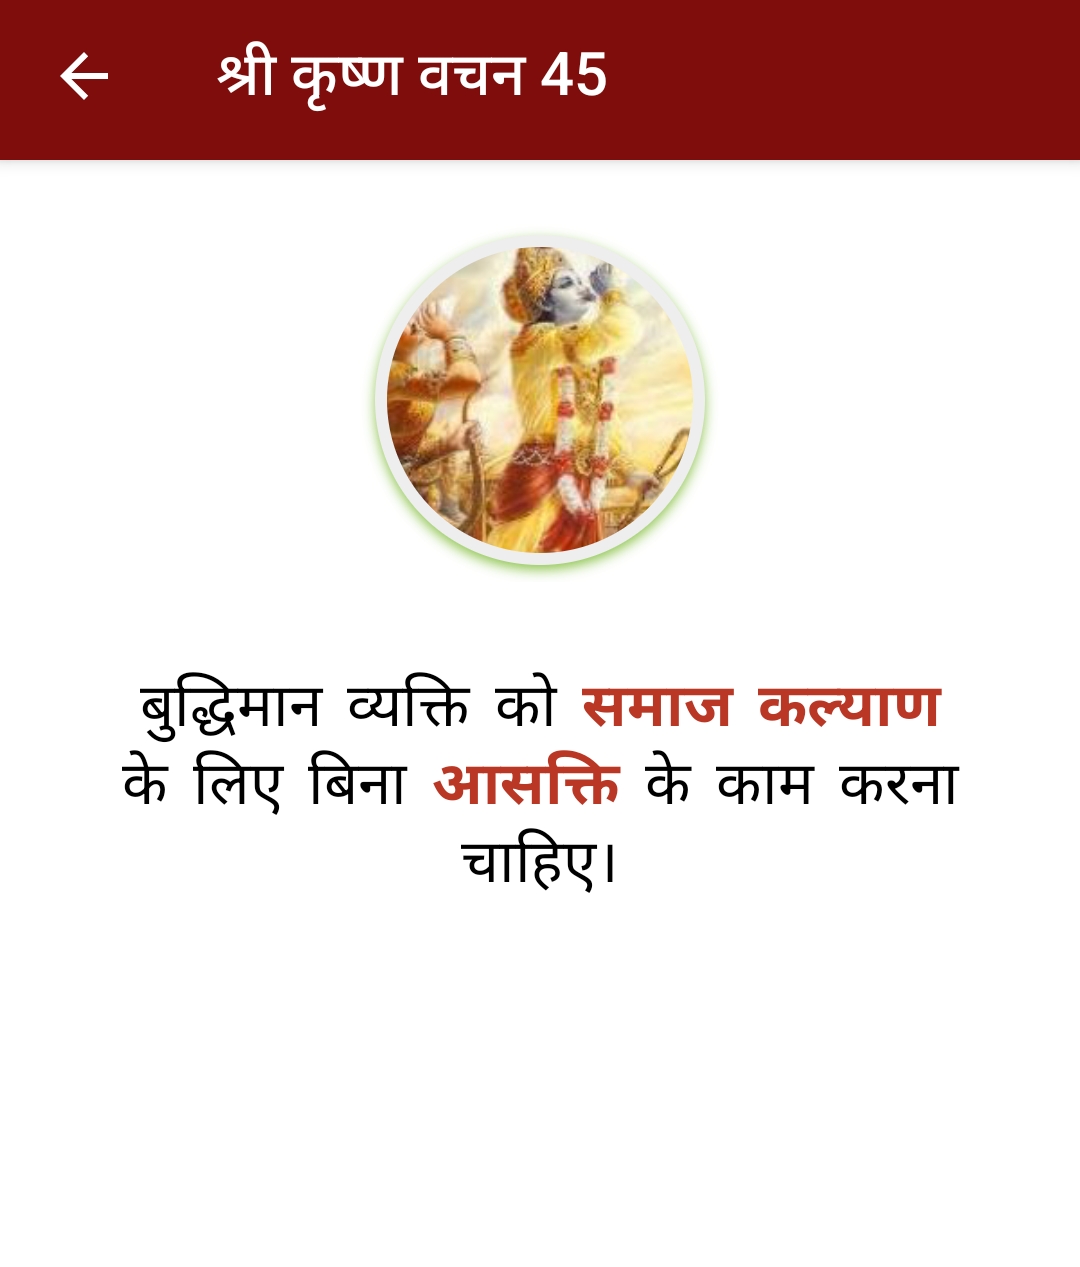 श्री कृष्ण वचन 45
बुद्धिमान व्यक्ति को समाज कल्याण
के लिए बिना आसक्ति के काम करना
चाहिए।